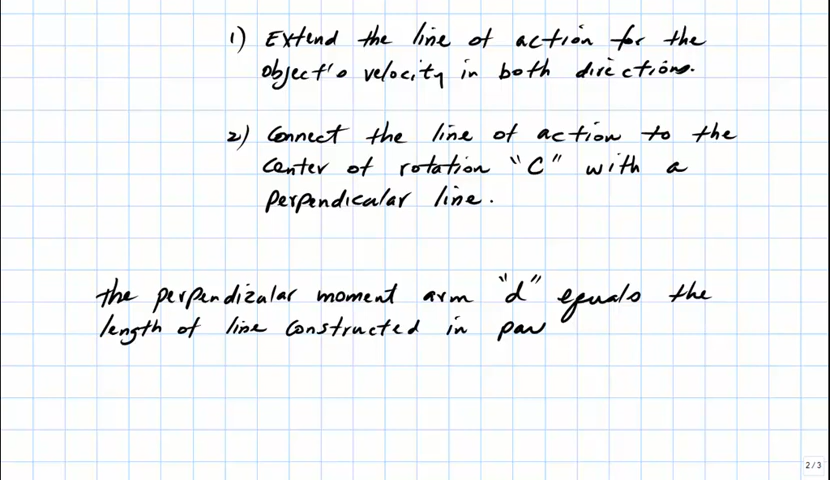 1) Extend the line of action for the
object's velocity in both directions.
2) Connect the line of action to the
center of rotation "C" with a
perpendicular line.
the perpendicular moment arm "d" equals the
length of line constructed in par
2/3